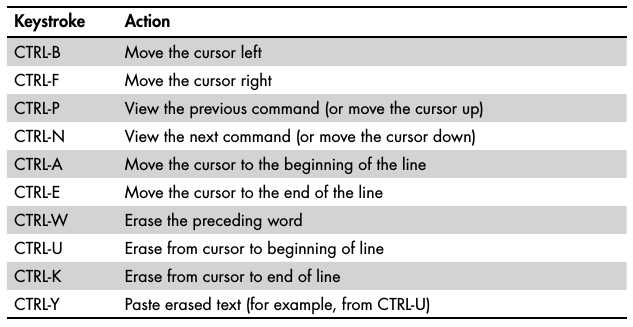 Keystroke Action
CTRL-B Move the cursor left
CTRL-F Move the cursor right
CTRL-P View the previous command (or move the cursor up)
CTRL-N View the next command (or move the cursor down)
CTRL-A Move the cursor to the beginning of the line
CTRL-E Move the cursor to the end of the line
CTRL-W Erase the preceding word
CTRL-U Erase from cursor to beginning of line
CTRL-K Erase from cursor to end of line
CTRL-Y Paste erased text (for example, from CTRL-U)